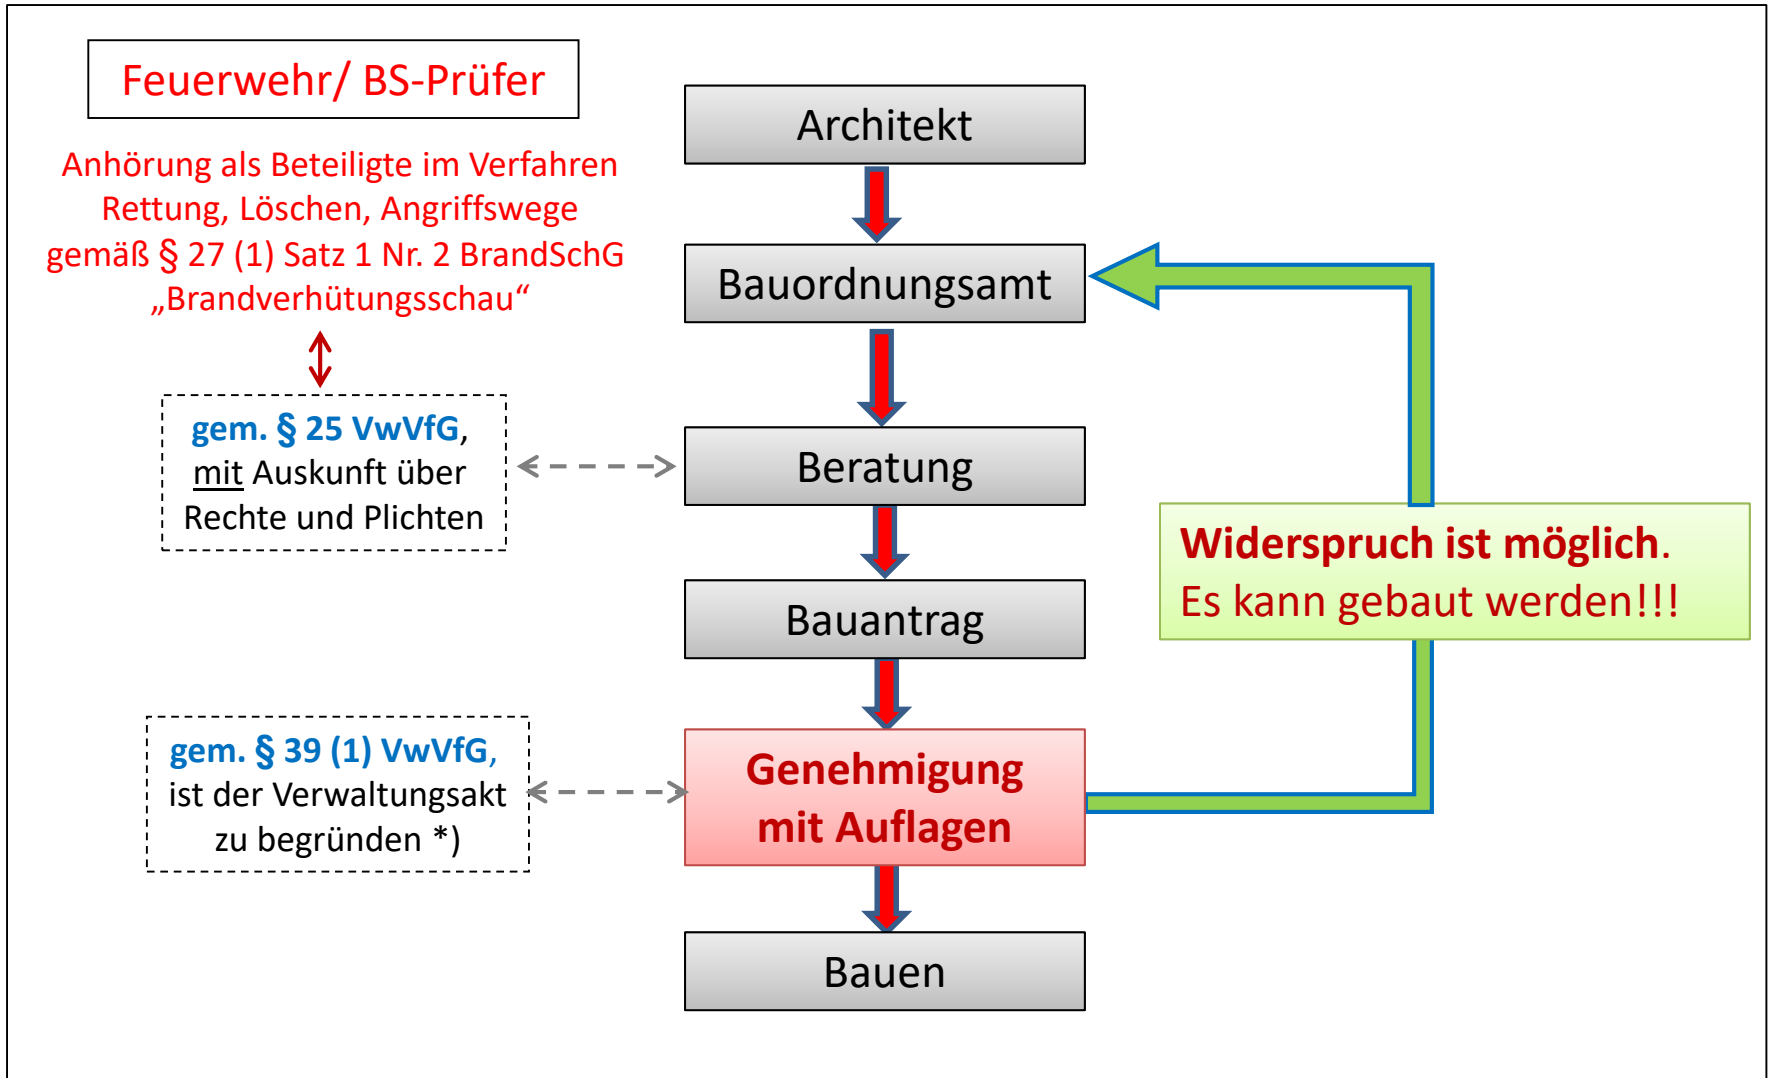 Feuerwehr/ BS-Prüfer
Anhörung als Beteiligte im Verfahren
Rettung, Löschen, Angriffswege
gemäß § 27 (1) Satz 1 Nr. 2 BrandSchG
„Brandverhütungsschau“
gem. § 25 VwVfG,
mit Auskunft über
Rechte und Plichten
gem. § 39 (1) VwVfG,
ist der Verwaltungsakt
zu begründen *)
Architekt
Bauordnungsamt
Beratung
Bauantrag
Genehmigung
mit Auflagen
Bauen
Widerspruch ist möglich.
Es kann gebaut werden!!!